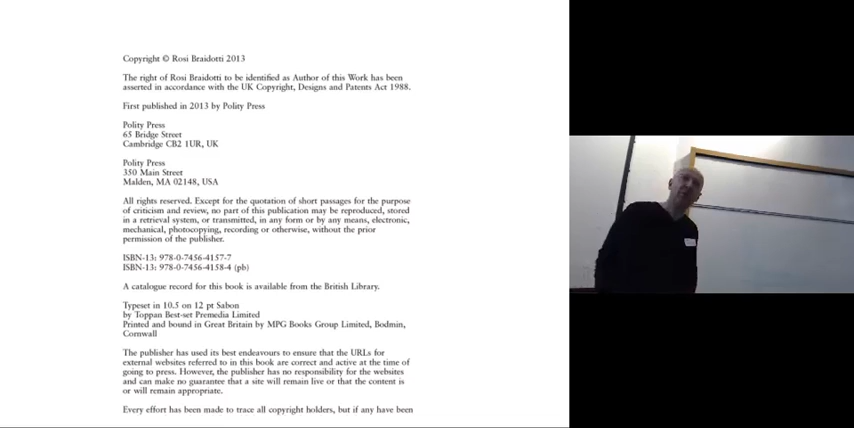 Copyright © Rosi Braidotti 2013
The right of Rosi Braidotti to be identified as Author of this Work has been
asserted in accordance with the UK Copyright, Designs and Patents Act 1988.
First published in 2013 by Polity Press
Polity Press
65 Bridge Street
Cambridge CB2 1UR, UK
Polity Press
350 Main Street
Malden, MA 02148, USA
All rights reserved. Except for the quotation of short passages for the purpose
of criticism and review, no part of this publication may be reproduced, stored
in a retrieval system, or transmitted, in any form or by any means, electronic,
mechanical, photocopying, recording or otherwise, without the prior
permission of the publisher.
ISBN-13: 978-0-7456-4157-7
ISBN-13: 978-0-7456-4158-4 (pb)
A catalogue record for this book is available from the British Library.
Typeset in 10.5 on 12 pt Sabon
by Toppan Best-set Premedia Limited
Printed and bound in Great Britain by MPG Books Group Limited, Bodmin,
Cornwall
The publisher has used its best endeavours to ensure that the URLs for
external websites referred to in this book are correct and active at the time of
going to press. However, the publisher has no responsibility for the websites
and can make no guarantee that a site will remain live or that the content is
or will remain appropriate.
Every effort has been made to trace all copyright holders, but if any have been